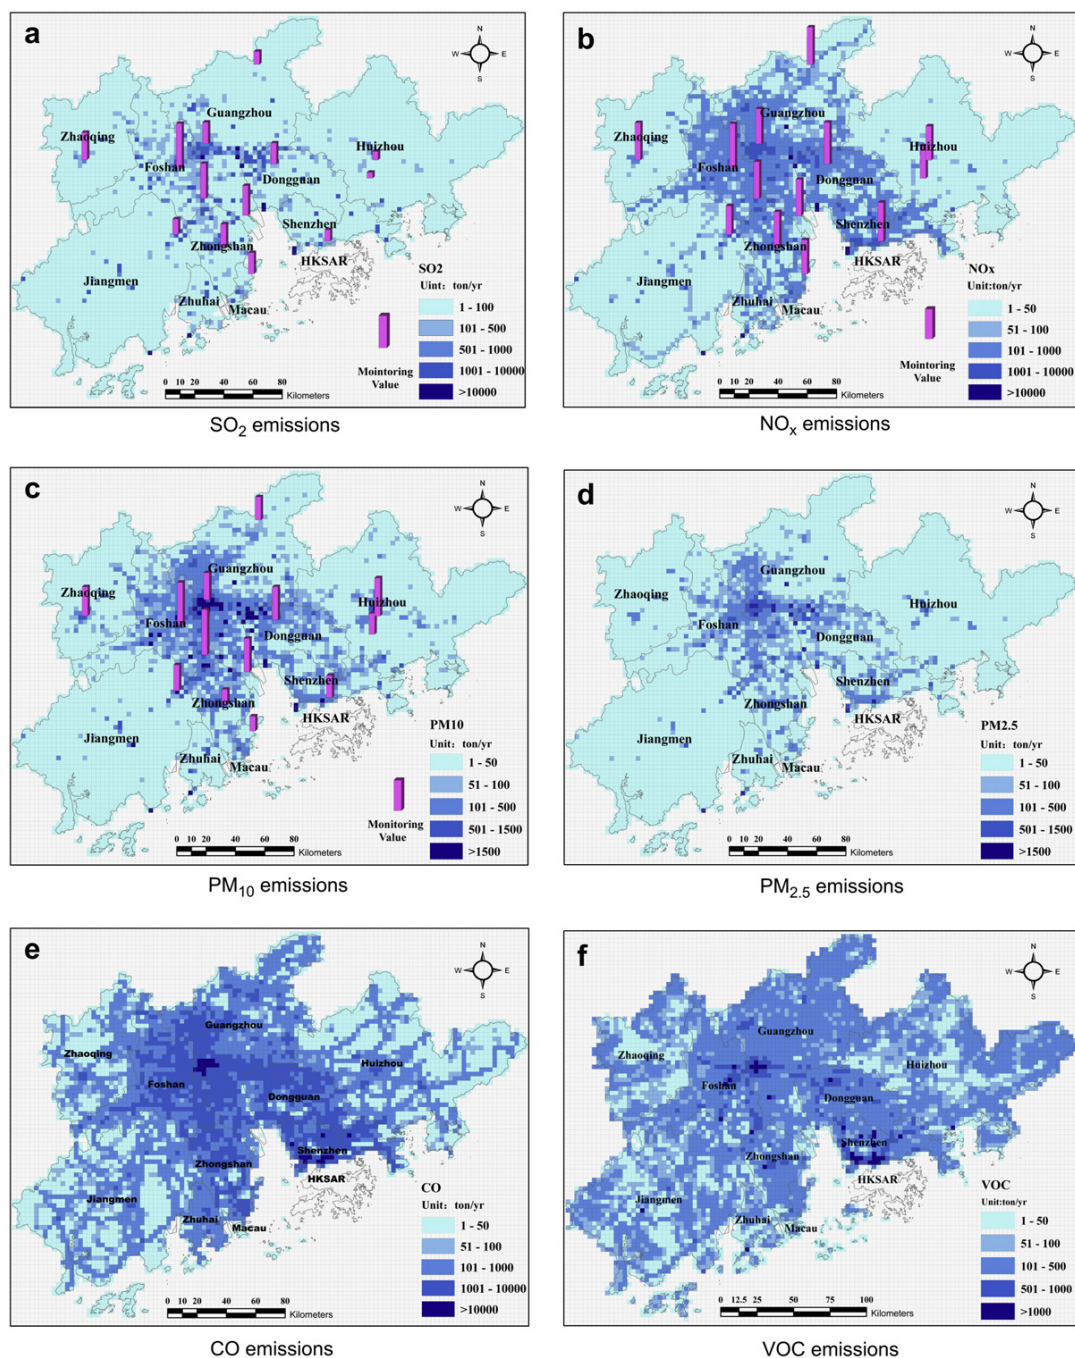 a
N
W E
S
Guangzhou
Zhaoqing
Huizhou
Foshan
Dongguan
Shenzhen
Zhongshan
HKSAR
Jiangmen
Zhuhai
Macau
SO2
Uint: ton/yr
1 - 100
101 - 500
501 - 1000
1001 - 10000
>10000
Mointoring
Value
0 10 20 40 60 80
Kilometers
SO2 emissions
b
N
W E
S
Guangzhou
Zhaoqing
Huizhou
Foshan
Dongguan
Shenzhen
Zhongshan
HKSAR
Jiangmen
Zhuhai
Macau
NOx
Unit:ton/yr
1 - 50
51 - 100
101 - 1000
1001 - 10000
>10000
Mointoring
Value
0 10 20 40 60 80
Kilometers
NOx emissions
c
N
W E
S
Guangzhou
Zhaoqing
Huizhou
Foshan
Dongguan
Shenzhen
Zhongshan
HKSAR
Jiangmen
Zhuhai
Macau
PM10
Unit: ton/yr
1 - 50
51 - 100
101 - 500
501 - 1500
>1500
Monitoring
Value
0 10 20 40 60 80
Kilometers
PM10 emissions
d
N
W E
S
Guangzhou
Zhaoqing
Huizhou
Foshan
Dongguan
Shenzhen
Zhongshan
HKSAR
Jiangmen
Zhuhai
Macau
PM2.5
Unit: ton/yr
1 - 50
51 - 100
101 - 500
501 - 1500
>1500
0 10 20 40 60 80
Kilometers
PM2.5 emissions
e
N
W E
S
Guangzhou
Zhaoqing
Huizhou
Foshan
Dongguan
Shenzhen
Zhongshan
HKSAR
Jiangmen
Zhuhai
Macau
CO
Unit: ton/yr
1 - 50
51 - 100
101 - 1000
1001 - 10000
>10000
0 10 20 40 60 80
Kilometers
CO emissions
f
N
W E
S
Guangzhou
Zhaoqing
Huizhou
Foshan
Dongguan
Shenzhen
Zhongshan
HKSAR
Jiangmen
Zhuhai
Macau
VOC
Unit:ton/yr
1 - 50
51 - 100
101 - 500
501 - 1000
>1000
0 12.5 25 50 75 100
Kilometers
VOC emissions